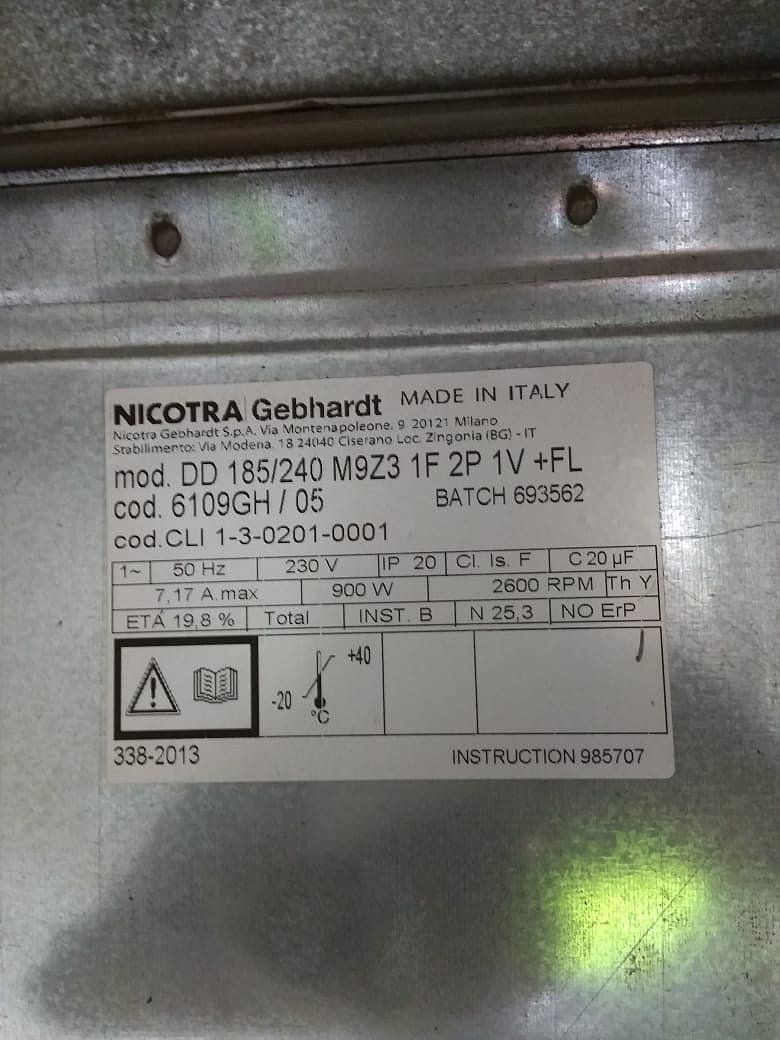 NICOTRA Gebhardt MADE IN ITALY
Nicotra Gebhardt S.p.A. Via Montenapoleone, 9 20121 Milano
Stabilimento: Via Modena, 18 24040 Ciserano Loc. Zingonia (BG) - IT
mod. DD 185/240 M9Z3 1F 2P 1V +FL
cod. 6109GH / 05 BATCH 693562
cod.CLI 1-3-0201-0001
1~ 50 Hz 230 V IP 20 Cl. Is. F C 20 µF
7,17 A.max 900 W 2600 RPM Th Y
ETÁ 19,8 % Total INST. B N 25,3 NO ErP
+40
-20
°C
338-2013 INSTRUCTION 985707